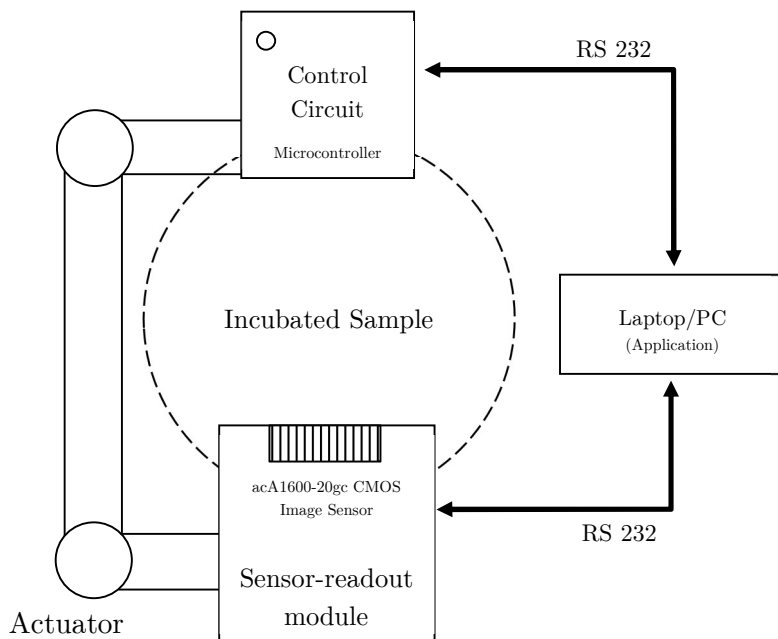 RS 232
Control
Circuit
Microcontroller
Incubated Sample
Laptop/PC
(Application)
acA1600-20gc CMOS
Image Sensor
RS 232
Sensor-readout
module
Actuator